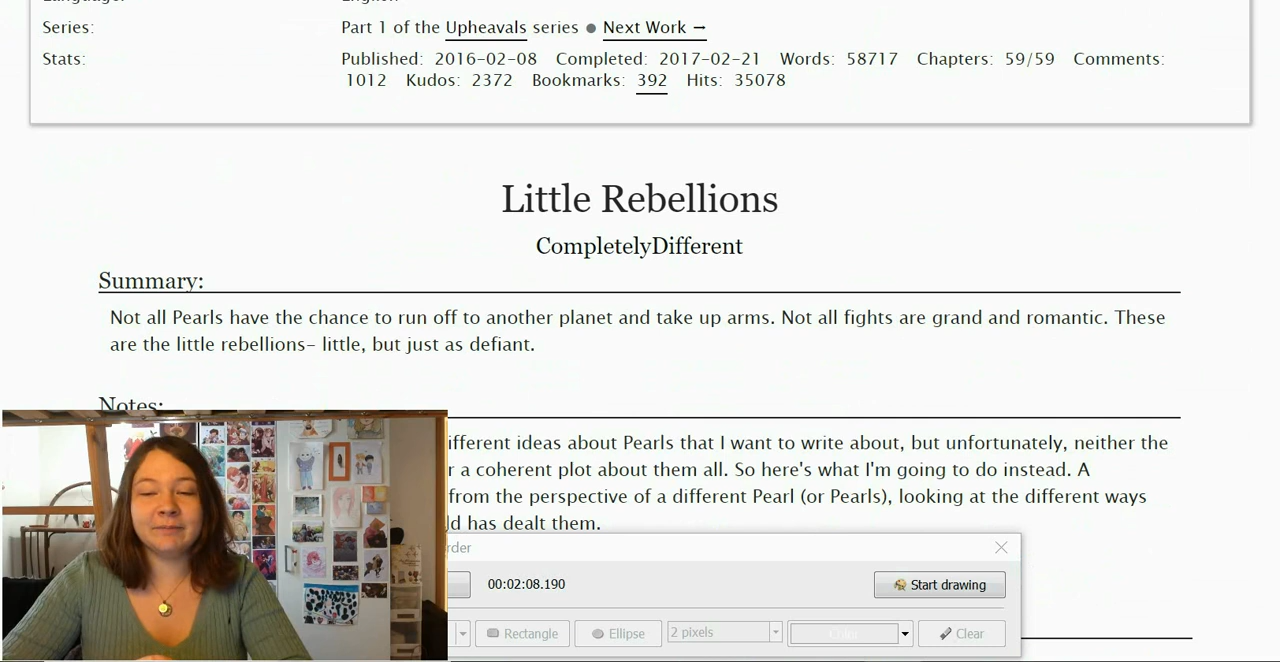 Series: Part 1 of the Upheavals series ● Next Work →
Stats: Published: 2016-02-08 Completed: 2017-02-21 Words: 58717 Chapters: 59/59 Comments:
1012 Kudos: 2372 Bookmarks: 392 Hits: 35078
Little Rebellions
CompletelyDifferent
Summary:
Not all Pearls have the chance to run off to another planet and take up arms. Not all fights are grand and romantic. These
are the little rebellions– little, but just as defiant.
Notes:
ifferent ideas about Pearls that I want to write about, but unfortunately, neither the
r a coherent plot about them all. So here's what I'm going to do instead. A
from the perspective of a different Pearl (or Pearls), looking at the different ways
ld has dealt them.
rder
00:02:08.190
Start drawing
Rectangle
Ellipse
2 pixels
Color
Clear